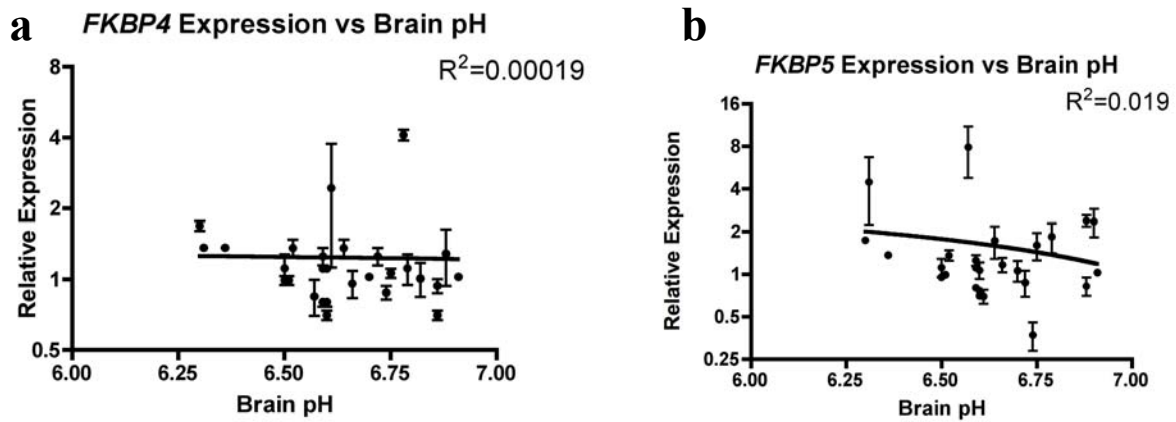 a
FKBP4 Expression vs Brain pH
R²=0.00019
Relative Expression
8
4
2
1
0.5
6.00 6.25 6.50 6.75 7.00
Brain pH
b
FKBP5 Expression vs Brain pH
R²=0.019
Relative Expression
16
8
4
2
1
0.5
0.25
6.00 6.25 6.50 6.75 7.00
Brain pH